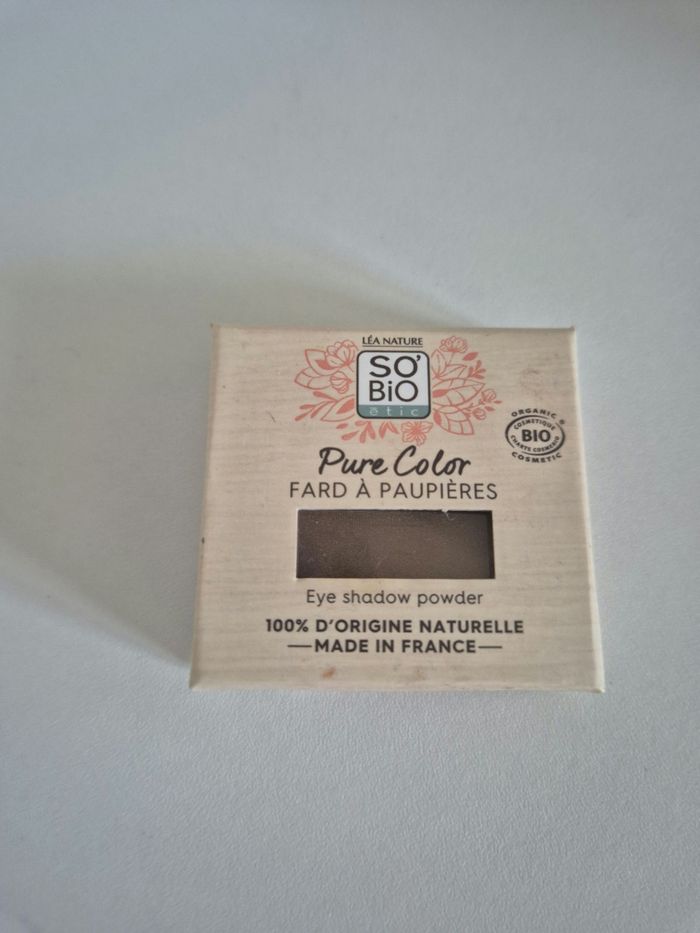 LÉA NATURE
SO'
BiO
étic
ORGANIC ®
COSMETIQUE
BIO
CHARTE COSMEBIO
COSMETIC
Pure Color
FARD À PAUPIÈRES
Eye shadow powder
100% D'ORIGINE NATURELLE
—MADE IN FRANCE—